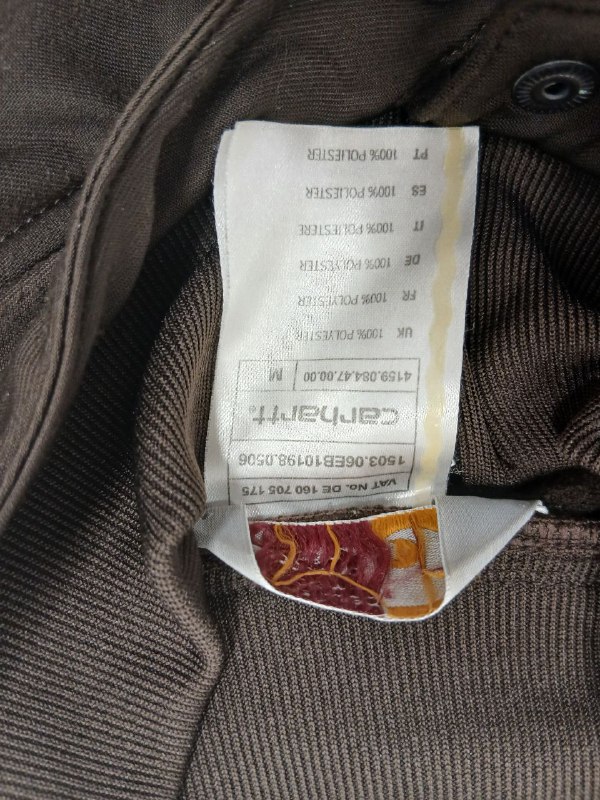 VAT No. DE 160 705 175
1503.06EB10198.0506
carhartt.
4159.084.47.00.00 M
UK 100% POLYESTER
FR 100% POLYESTER
DE 100% POLYESTER
IT 100% POLIESTERE
ES 100% POLIESTER
PT 100% POLIESTER